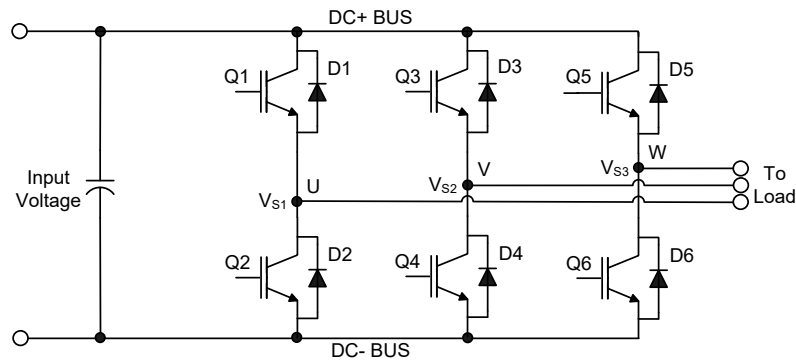 DC+ BUS
Q1
D1
Q3
D3
Q5
D5
Input
Voltage
VS1
U
VS2
V
VS3
W
To
Load
Q2
D2
Q4
D4
Q6
D6
DC- BUS